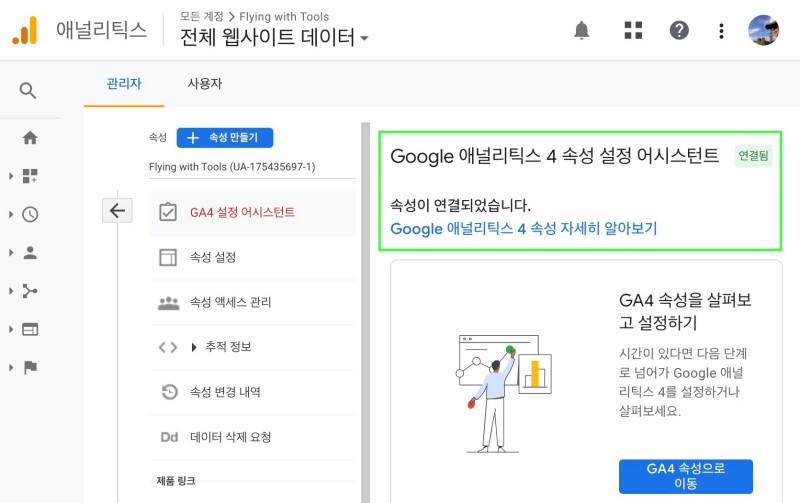 애널리틱스
모든 계정 > Flying with Tools
전체 웹사이트 데이터
관리자
사용자
속성
+ 속성 만들기
Flying with Tools (UA-175435697-1)
GA4 설정 어시스턴트
속성 설정
속성 액세스 관리
추적 정보
속성 변경 내역
Dd 데이터 삭제 요청
제품 링크
Google 애널리틱스 4 속성 설정 어시스턴트
연결됨
속성이 연결되었습니다.
Google 애널리틱스 4 속성 자세히 알아보기
GA4 속성을 살펴보
고 설정하기
시간이 있다면 다음 단계
로 넘어가 Google 애널
리틱스 4를 설정하거나
살펴보세요.
GA4 속성으로
이동